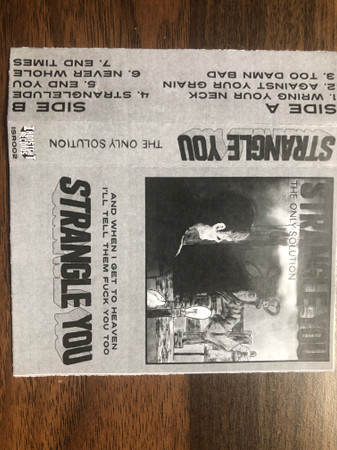 SIDE A
1. WRING YOUR NECK
2. AGAINST YOUR GRAIN
3. TOO DAMN BAD
SIDE B
4. STRANGLELUDE
5. END YOU
6. NEVER WHOLE
7. END TIMES
STRANGLE YOU
THE ONLY SOLUTION
ISR002
STRANGLE YOU
THE ONLY SOLUTION
AND WHEN I GET TO HEAVEN
I'LL TELL THEM FUCK YOU TOO
STRANGLE YOU